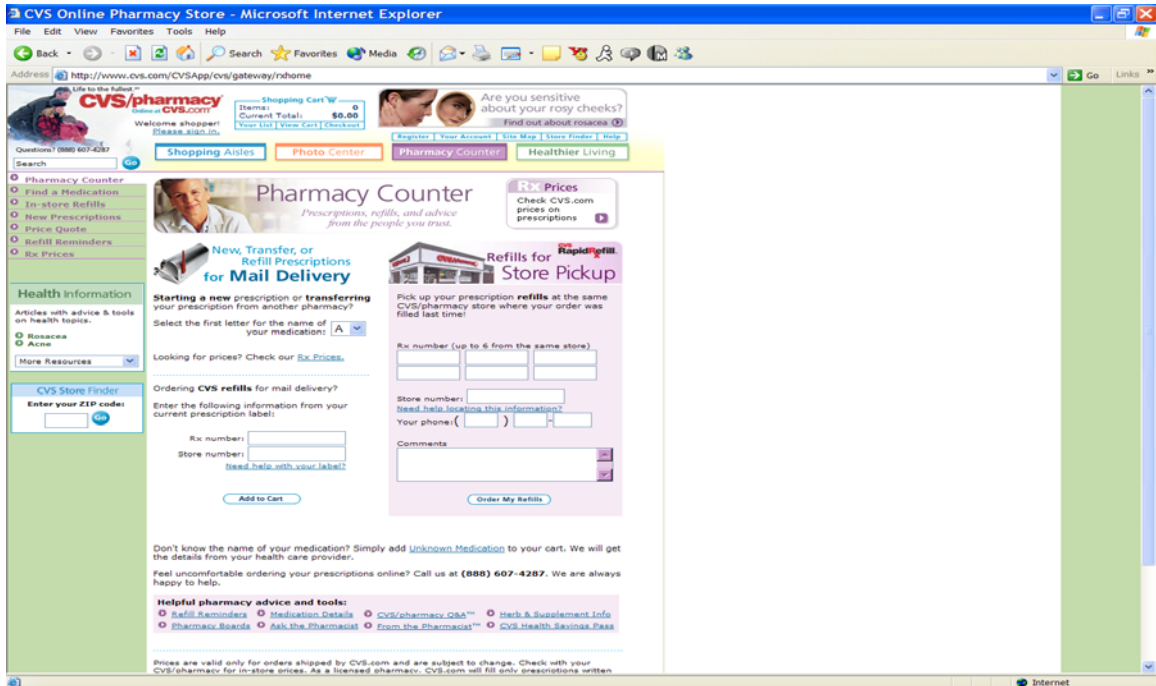 CVS Online Pharmacy Store - Microsoft Internet Explorer
File Edit View Favorites Tools Help
Back Search Favorites Media
Address http://www.cvs.com/CVSApp/cvs/gateway/rxhome Go Links »
Life to the fullest.™
CVS/pharmacy
Online at CVS.com®
Welcome shopper!
Please sign in.
Questions? (888) 607-4287
Search Go
Shopping Cart
Items: 0
Current Total: $0.00
Your List | View Cart | Checkout
Are you sensitive
about your rosy cheeks?
Find out about rosacea
Register | Your Account | Site Map | Store Finder | Help
Shopping Aisles Photo Center Pharmacy Counter Healthier Living
Pharmacy Counter
Find a Medication
In-store Refills
New Prescriptions
Price Quote
Refill Reminders
Rx Prices
Health Information
Articles with advice & tools
on health topics.
Rosacea
Acne
More Resources
CVS Store Finder
Enter your ZIP code:
Go
Pharmacy Counter
Prescriptions, refills, and advice
from the people you trust.
Rx Prices
Check CVS.com
prices on
prescriptions
New, Transfer, or
Refill Prescriptions
for Mail Delivery
Starting a new prescription or transferring
your prescription from another pharmacy?
Select the first letter for the name of
your medication: A
Looking for prices? Check our Rx Prices.
Ordering CVS refills for mail delivery?
Enter the following information from your
current prescription label:
Rx number:
Store number:
Need help with your label?
Add to Cart
CVS RapidRefill
Refills for
Store Pickup
Pick up your prescription refills at the same
CVS/pharmacy store where your order was
filled last time!
Rx number (up to 6 from the same store)
Store number:
Need help locating this information?
Your phone:( ) -
Comments
Order My Refills
Don't know the name of your medication? Simply add Unknown Medication to your cart. We will get
the details from your health care provider.
Feel uncomfortable ordering your prescriptions online? Call us at (888) 607-4287. We are always
happy to help.
Helpful pharmacy advice and tools:
Refill Reminders Medication Details CVS/pharmacy Q&A™ Herb & Supplement Info
Pharmacy Boards Ask the Pharmacist From the Pharmacist™ CVS Health Savings Pass
Prices are valid only for orders shipped by CVS.com and are subject to change. Check with your
CVS/pharmacy for in-store prices. As a licensed pharmacy, CVS.com will fill only prescriptions written
Internet